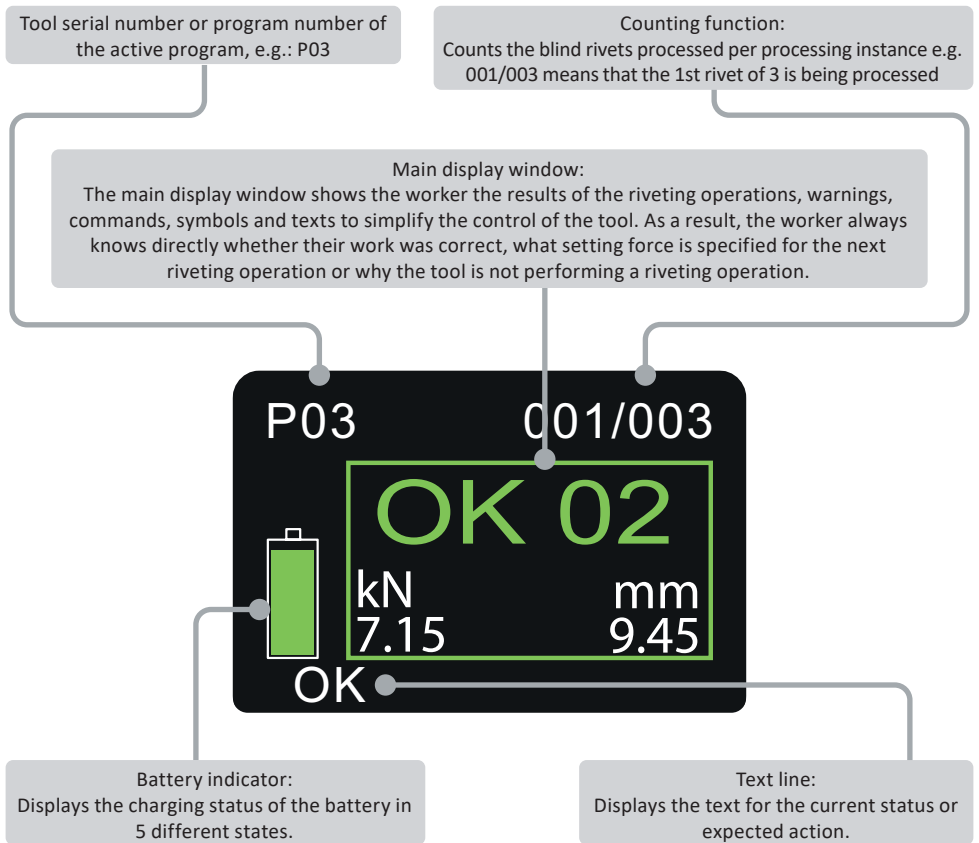 Tool serial number or program number of
the active program, e.g.: P03
Counting function:
Counts the blind rivets processed per processing instance e.g.
001/003 means that the 1st rivet of 3 is being processed
Main display window:
The main display window shows the worker the results of the riveting operations, warnings,
commands, symbols and texts to simplify the control of the tool. As a result, the worker always
knows directly whether their work was correct, what setting force is specified for the next
riveting operation or why the tool is not performing a riveting operation.
P03
001/003
OK 02
kN
mm
7.15
9.45
OK
Battery indicator:
Displays the charging status of the battery in
5 different states.
Text line:
Displays the text for the current status or
expected action.